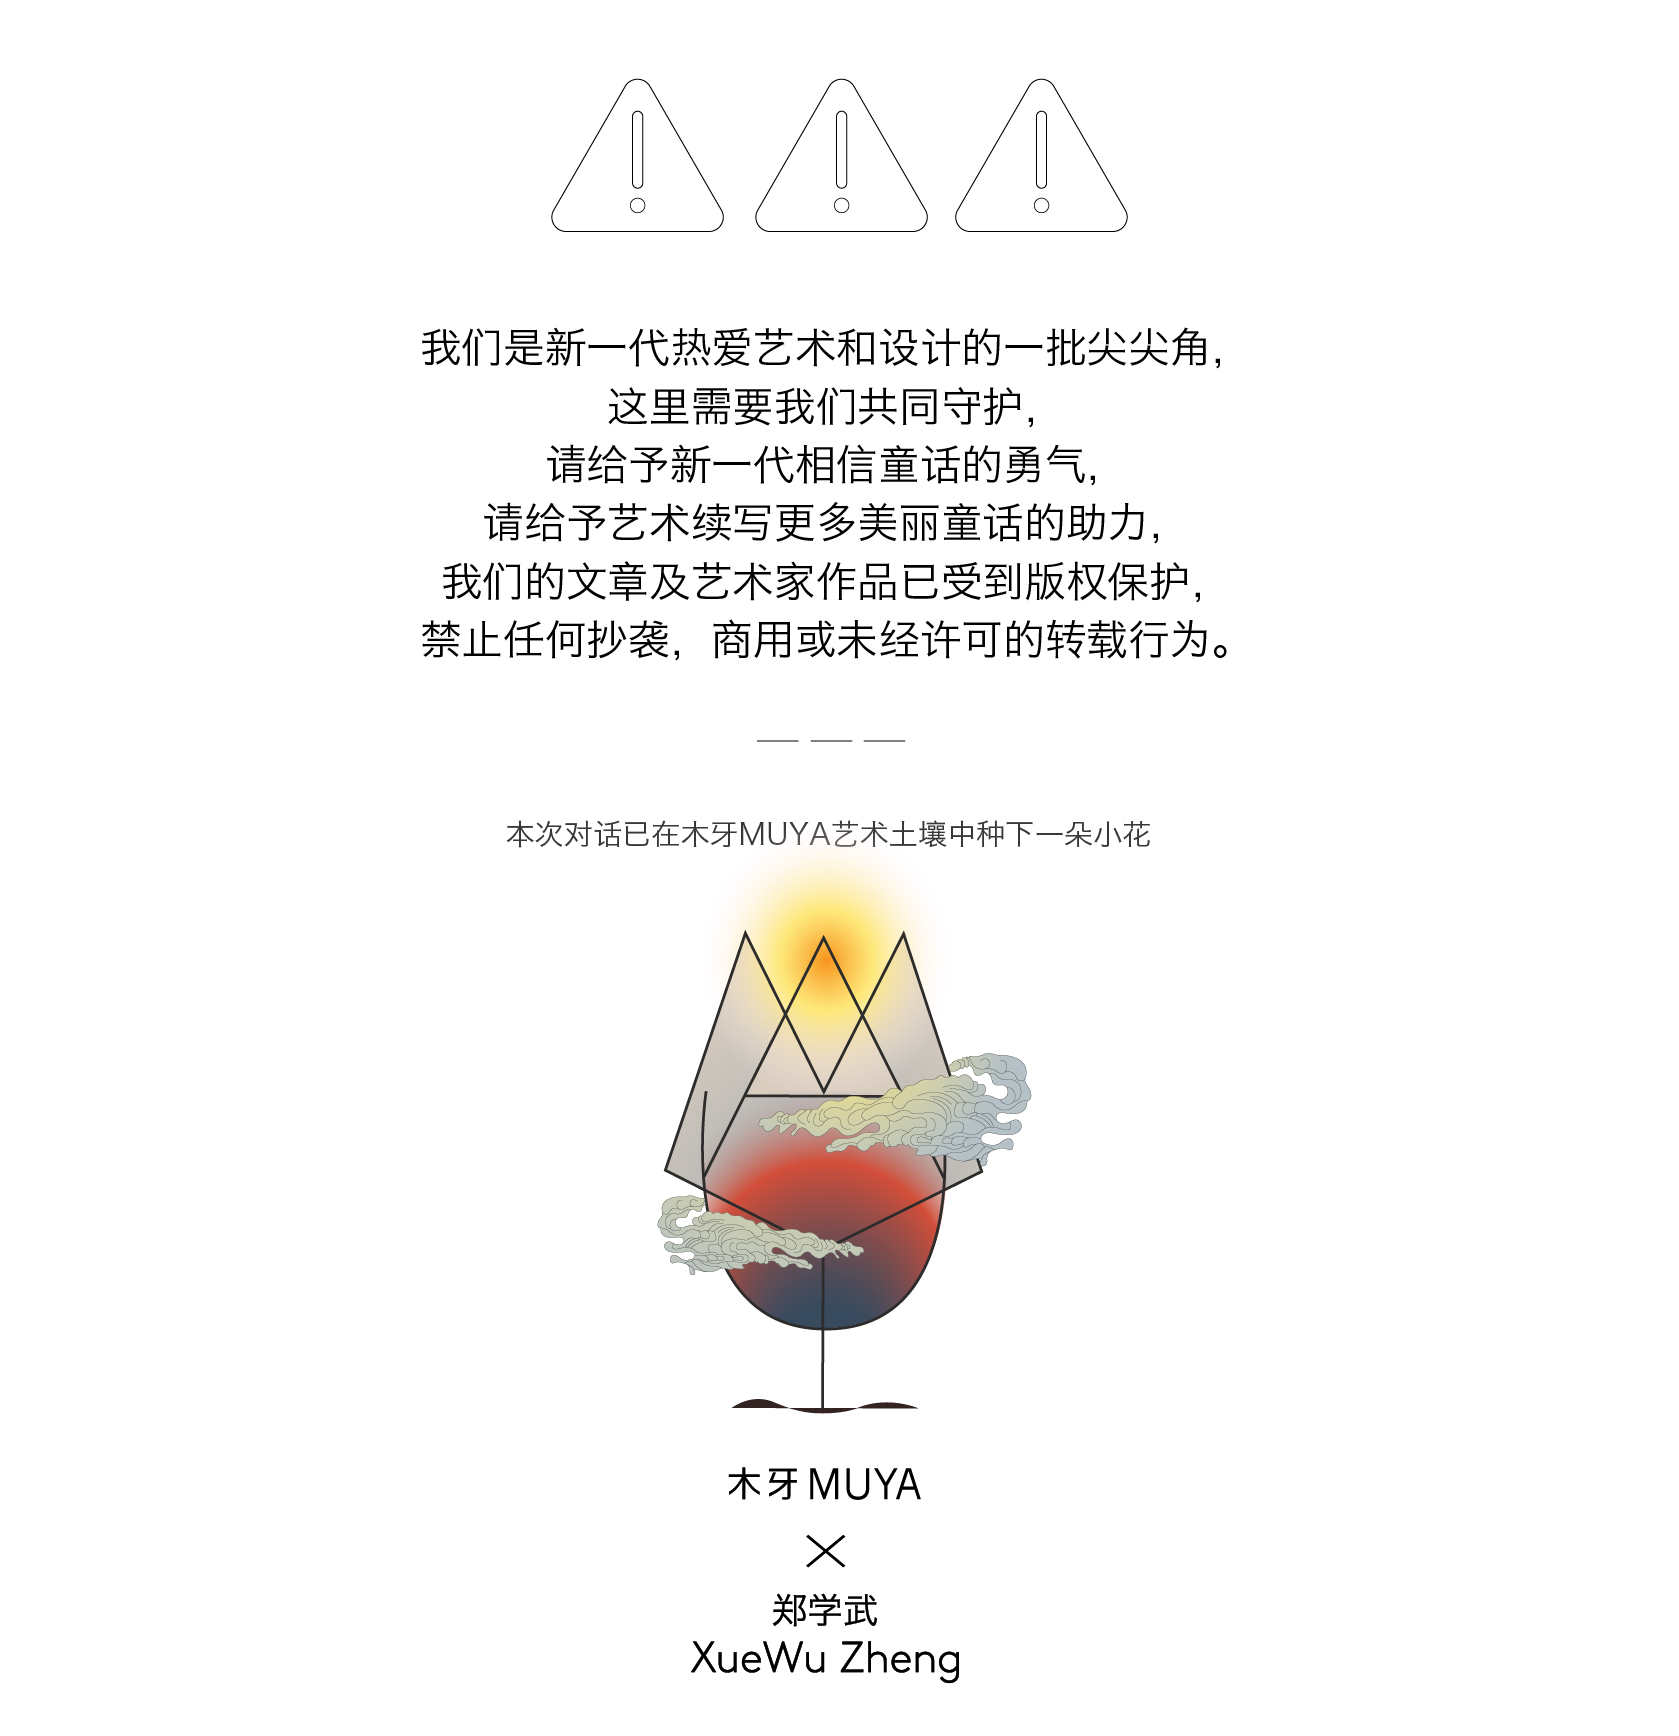 我们是新一代热爱艺术和设计的一批尖尖角，
这里需要我们共同守护，
请给予新一代相信童话的勇气，
请给予艺术续写更多美丽童话的助力，
我们的文章及艺术家作品已受到版权保护，
禁止任何抄袭，商用或未经许可的转载行为。
本次对话已在木牙MUYA艺术土壤中种下一朵小花
木牙MUYA
郑学武
XueWu Zheng